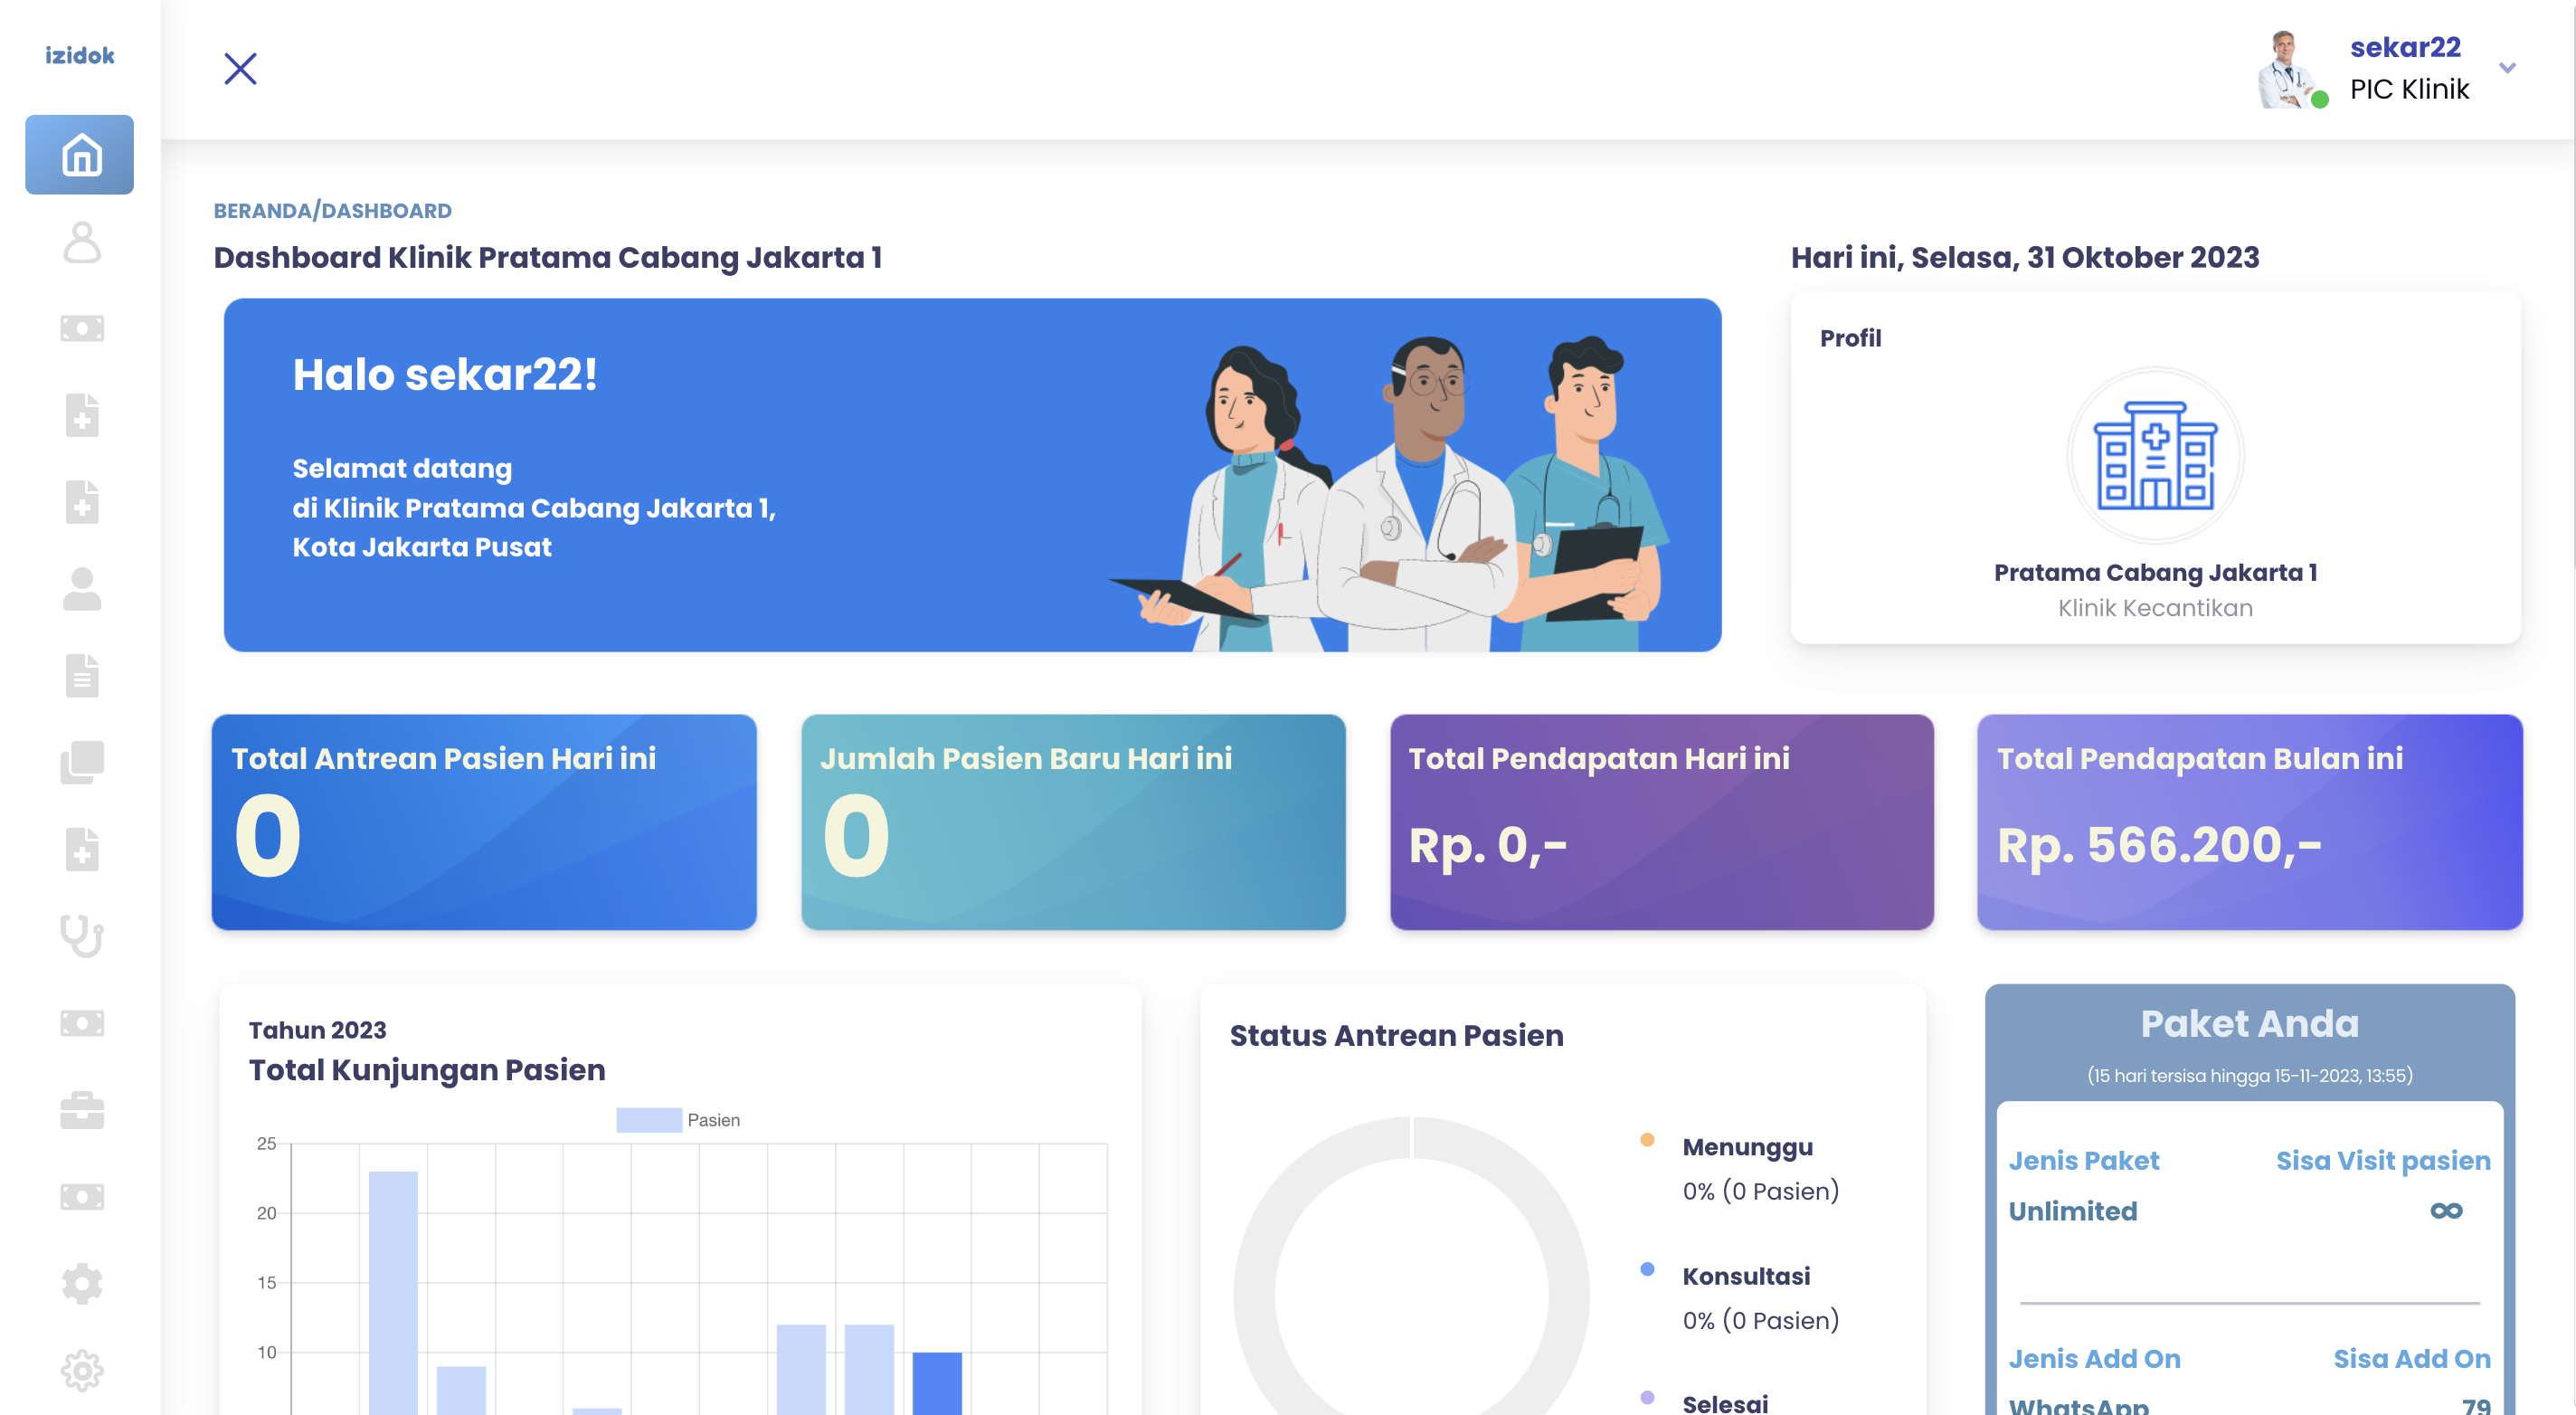 izidok
sekar22
PIC Klinik
BERANDA/DASHBOARD
Dashboard Klinik Pratama Cabang Jakarta 1
Hari ini, Selasa, 31 Oktober 2023
Halo sekar22!
Selamat datang
di Klinik Pratama Cabang Jakarta 1,
Kota Jakarta Pusat
Profil
Pratama Cabang Jakarta 1
Klinik Kecantikan
Total Antrean Pasien Hari ini
0
Jumlah Pasien Baru Hari ini
0
Total Pendapatan Hari ini
Rp. 0,-
Total Pendapatan Bulan ini
Rp. 566.200,-
Tahun 2023
Total Kunjungan Pasien
Pasien
25
20
15
10
Status Antrean Pasien
Menunggu
0% (0 Pasien)
Konsultasi
0% (0 Pasien)
Selesai
Paket Anda
(15 hari tersisa hingga 15-11-2023, 13:55)
Jenis Paket Sisa Visit pasien
Unlimited ∞
Jenis Add On Sisa Add On
WhatsApp 79